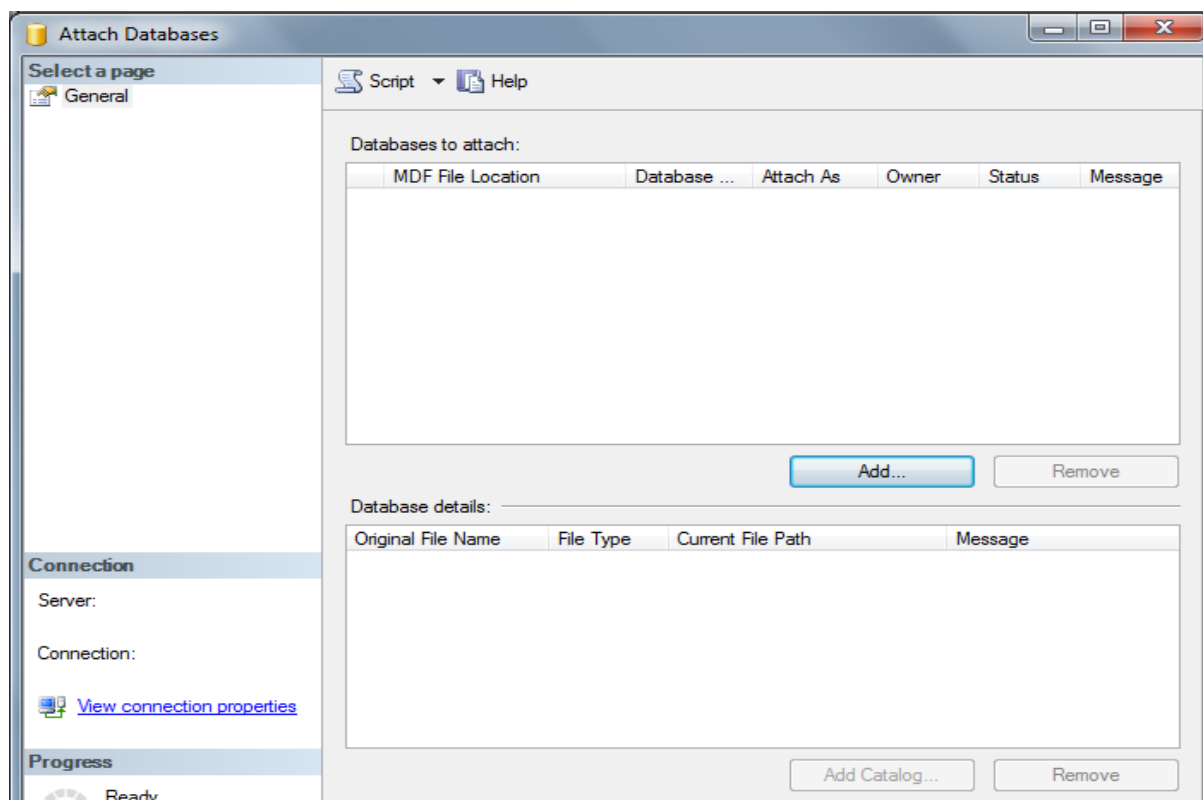 Attach Databases
Select a page
General
Script Help
Databases to attach:
MDF File Location Database ... Attach As Owner Status Message
Add... Remove
Database details:
Original File Name File Type Current File Path Message
Add Catalog... Remove
Connection
Server:
Connection:
View connection properties
Progress
Ready